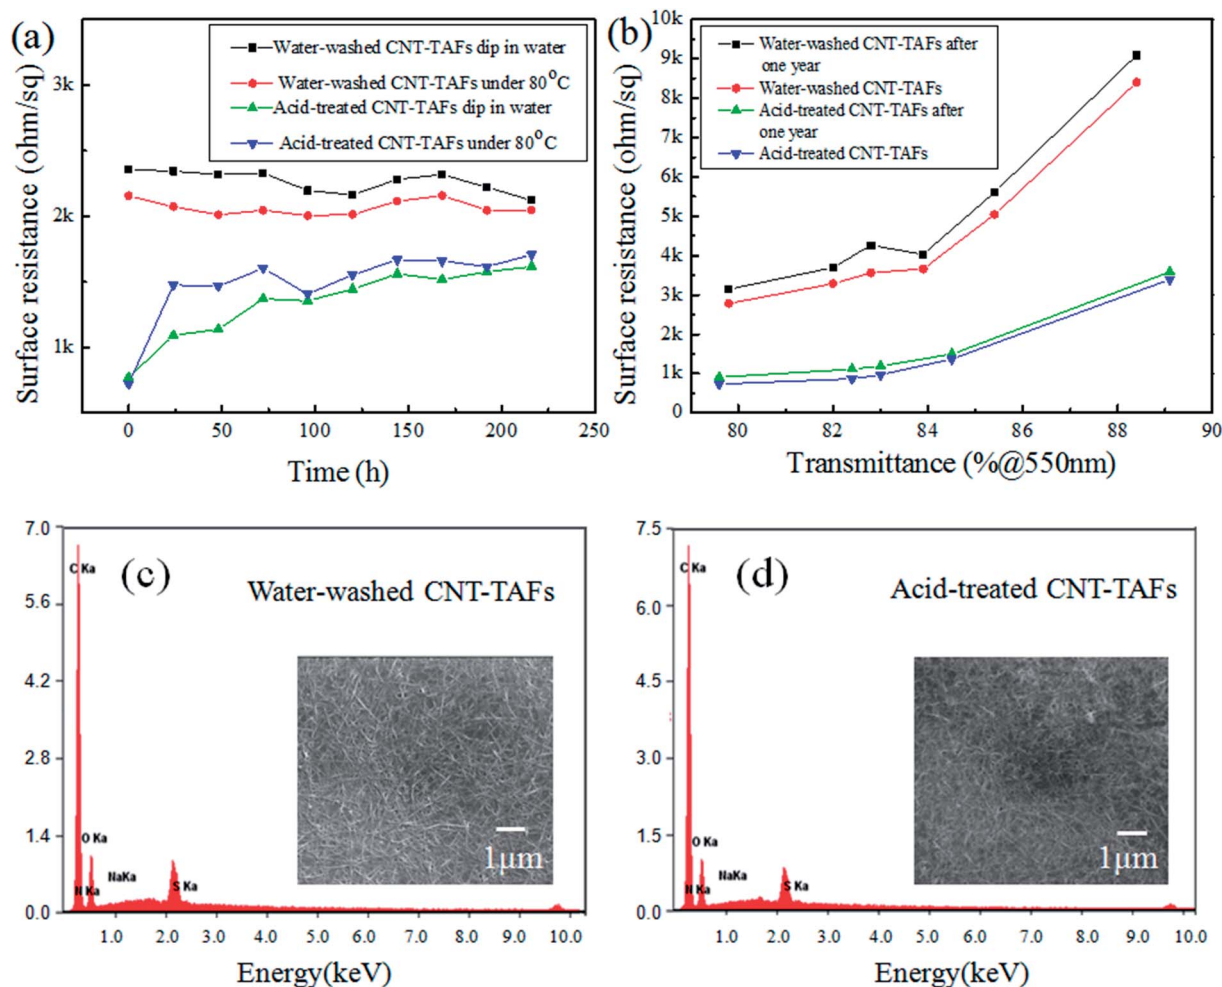 (a)
Water-washed CNT-TAFs dip in water
Water-washed CNT-TAFs under 80°C
Acid-treated CNT-TAFs dip in water
Acid-treated CNT-TAFs under 80°C
Surface resistance (ohm/sq)
3k
2k
1k
0 50 100 150 200 250
Time (h)
(b)
Water-washed CNT-TAFs after
one year
Water-washed CNT-TAFs
Acid-treated CNT-TAFs after
one year
Acid-treated CNT-TAFs
Surface resistance (ohm/sq)
10k
9k
8k
7k
6k
5k
4k
3k
2k
1k
0
80 82 84 86 88 90
Transmittance (%@550nm)
(c)
Water-washed CNT-TAFs
7.0
5.6
4.2
2.8
1.4
0.0
C Ka
O Ka
N Ka
NaKa
S Ka
1μm
1.0 2.0 3.0 4.0 5.0 6.0 7.0 8.0 9.0 10.0
Energy(keV)
(d)
Acid-treated CNT-TAFs
7.5
6.0
4.5
3.0
1.5
0.0
C Ka
O Ka
N Ka
NaKa
S Ka
1μm
1.0 2.0 3.0 4.0 5.0 6.0 7.0 8.0 9.0 10.0
Energy(keV)